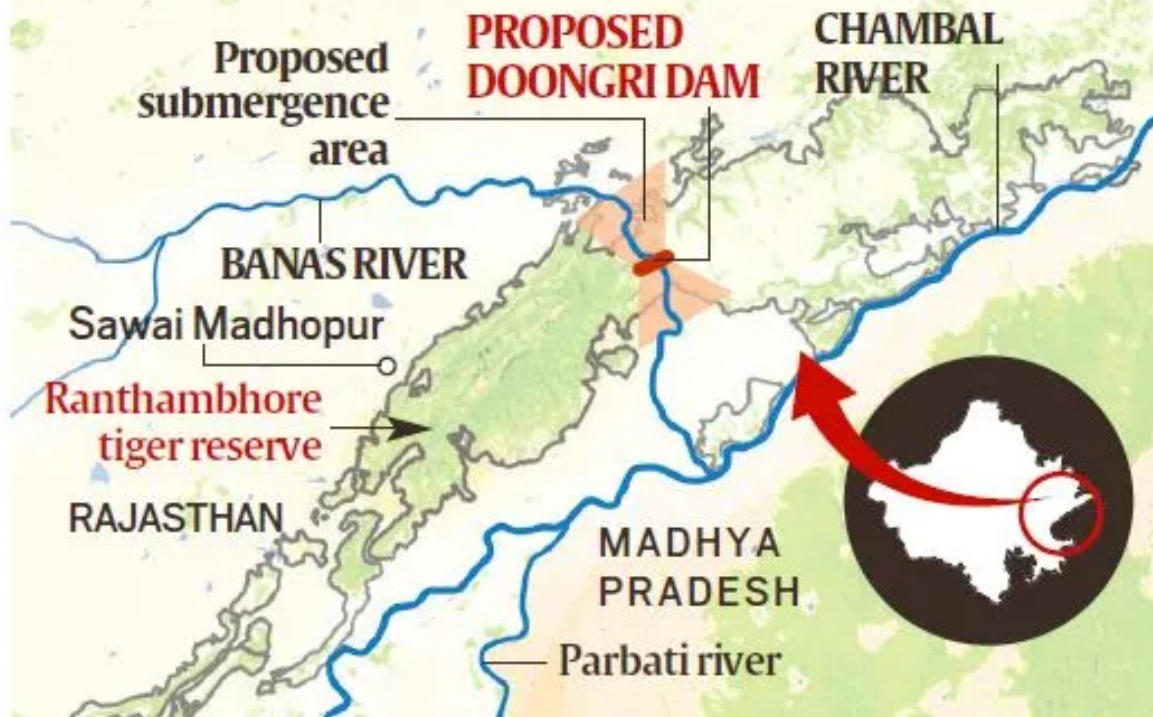 Proposed
submergence
area
PROPOSED
DOONGRI DAM
CHAMBAL
RIVER
BANAS RIVER
Sawai Madhopur
Ranthambhore
tiger reserve
RAJASTHAN
MADHYA
PRADESH
Parbati river